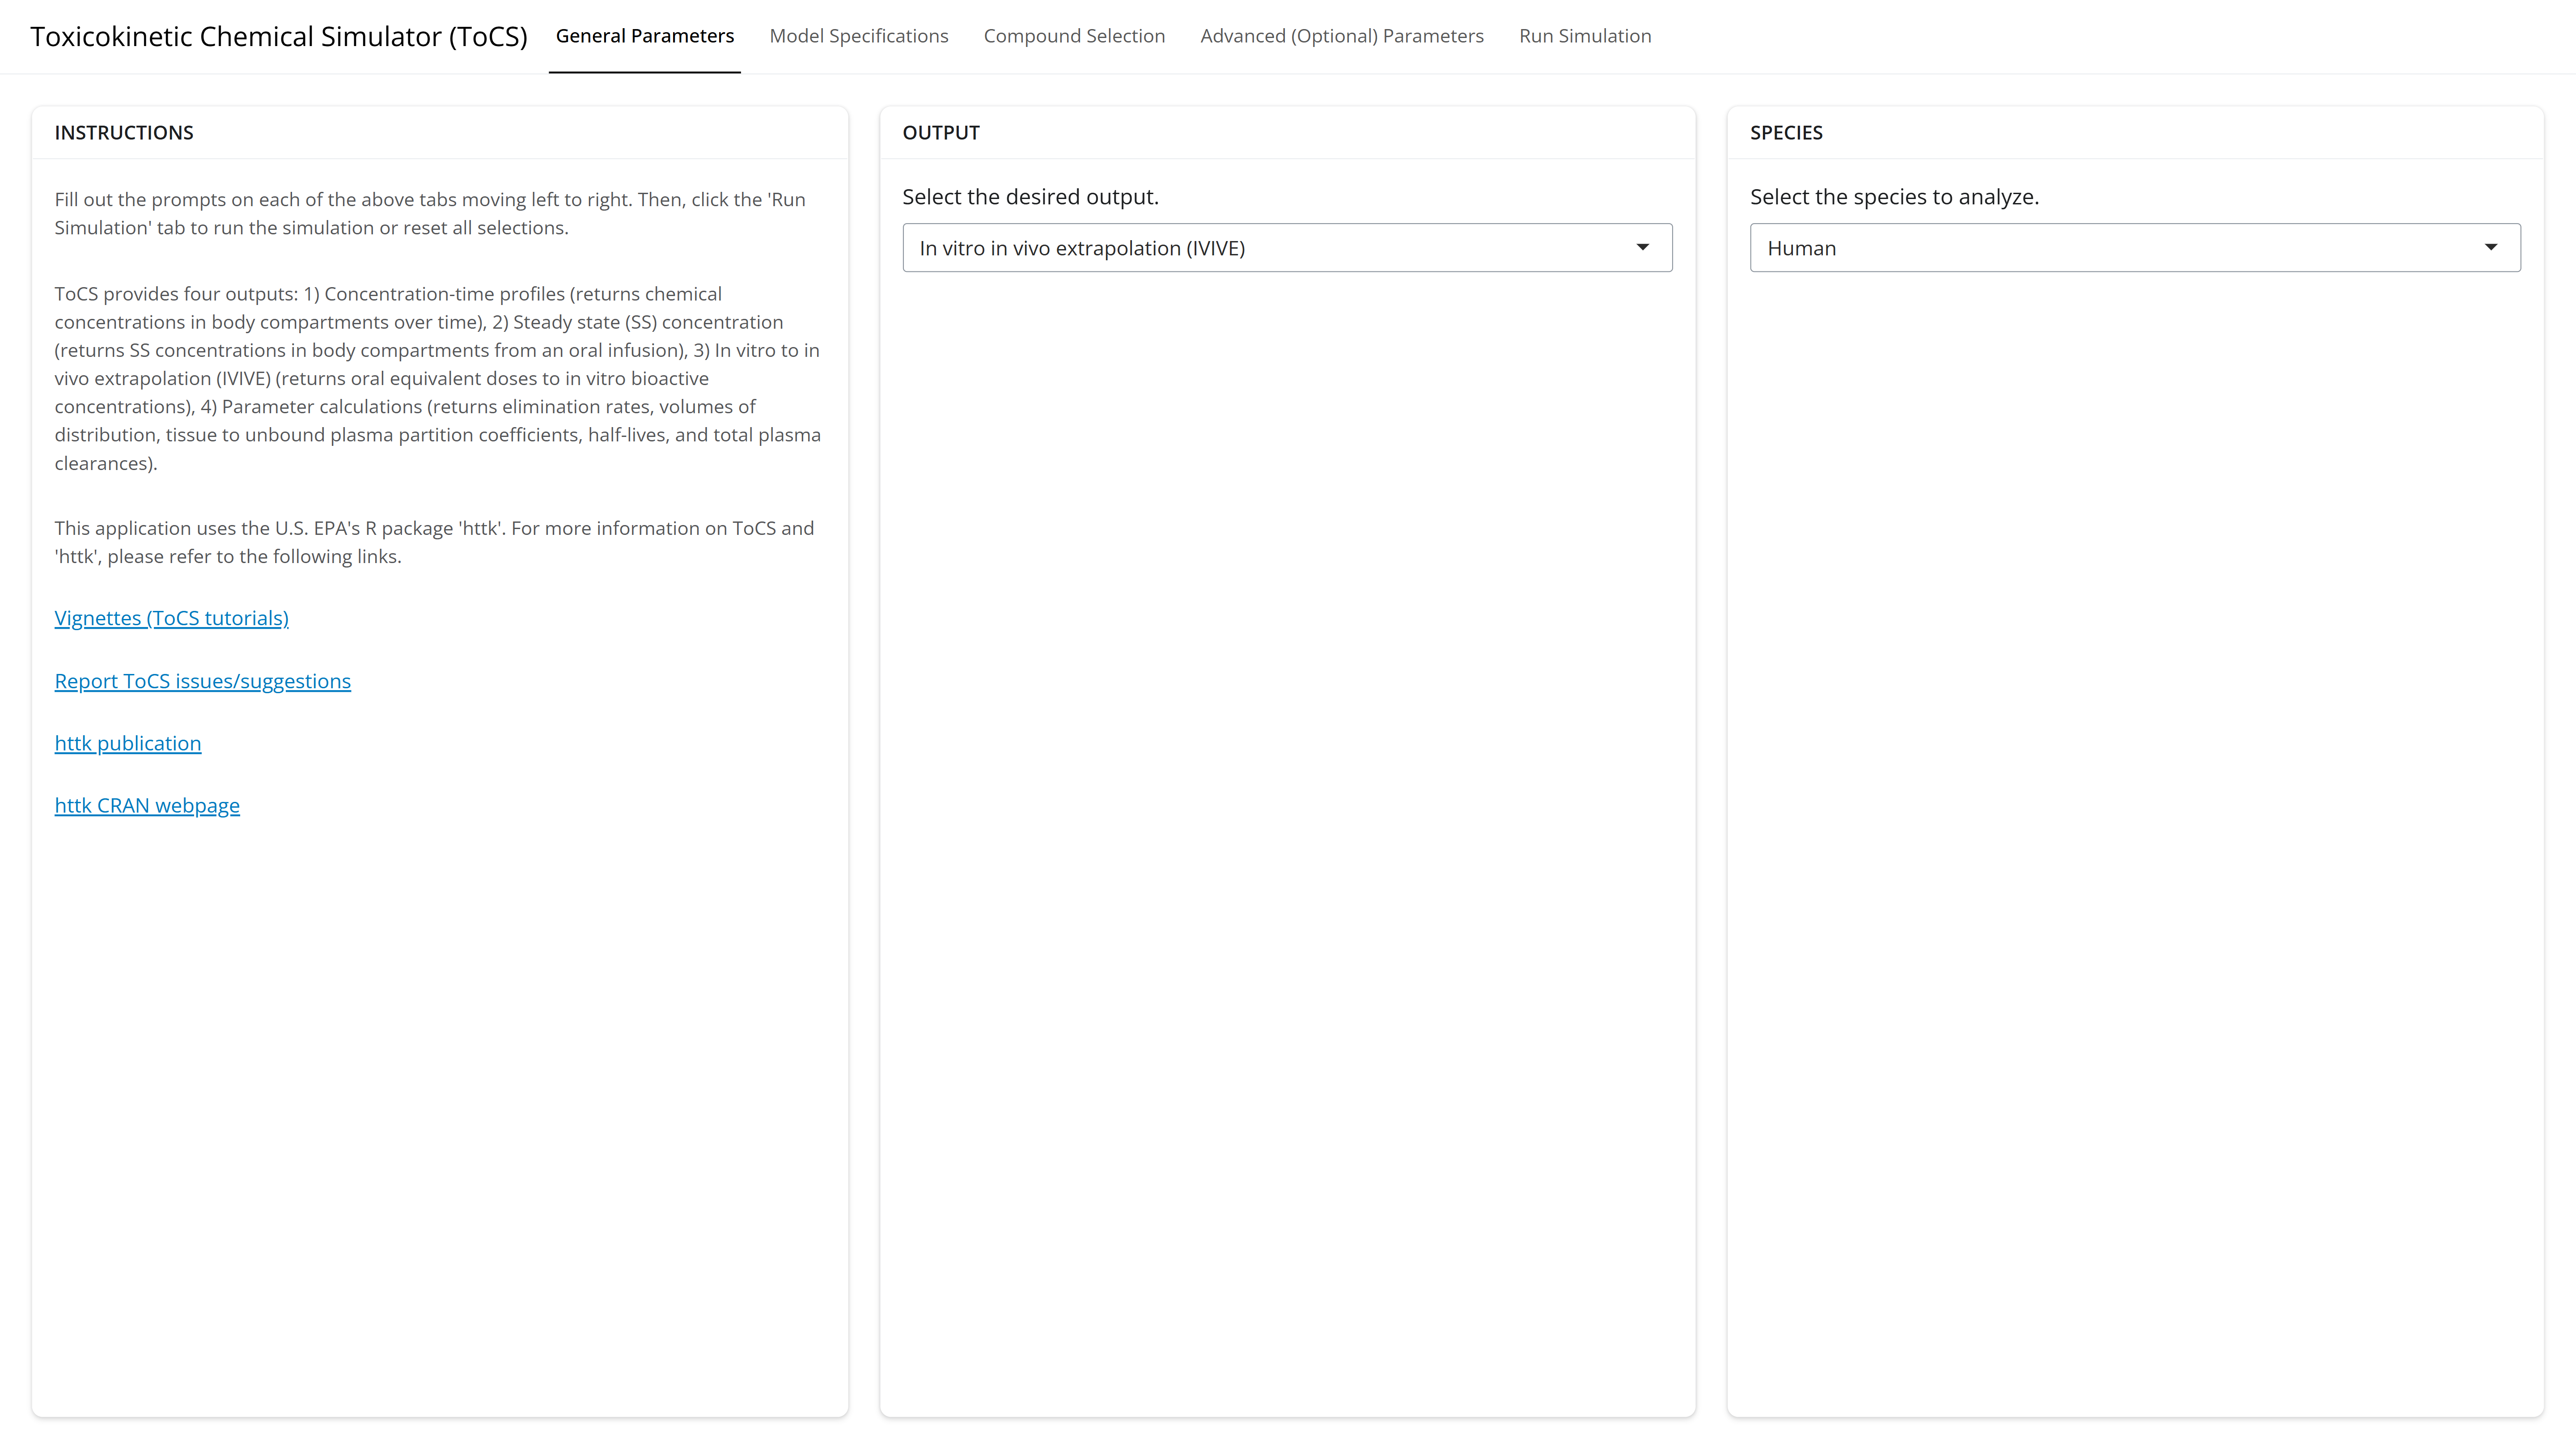 Toxicokinetic Chemical Simulator (ToCS)
General Parameters
Model Specifications
Compound Selection
Advanced (Optional) Parameters
Run Simulation
INSTRUCTIONS
Fill out the prompts on each of the above tabs moving left to right. Then, click the 'Run
Simulation' tab to run the simulation or reset all selections.
ToCS provides four outputs: 1) Concentration-time profiles (returns chemical
concentrations in body compartments over time), 2) Steady state (SS) concentration
(returns SS concentrations in body compartments from an oral infusion), 3) In vitro to in
vivo extrapolation (IVIVE) (returns oral equivalent doses to in vitro bioactive
concentrations), 4) Parameter calculations (returns elimination rates, volumes of
distribution, tissue to unbound plasma partition coefficients, half-lives, and total plasma
clearances).
This application uses the U.S. EPA's R package 'httk'. For more information on ToCS and
'httk', please refer to the following links.
Vignettes (ToCS tutorials)
Report ToCS issues/suggestions
httk publication
httk CRAN webpage
OUTPUT
Select the desired output.
In vitro in vivo extrapolation (IVIVE)
SPECIES
Select the species to analyze.
Human